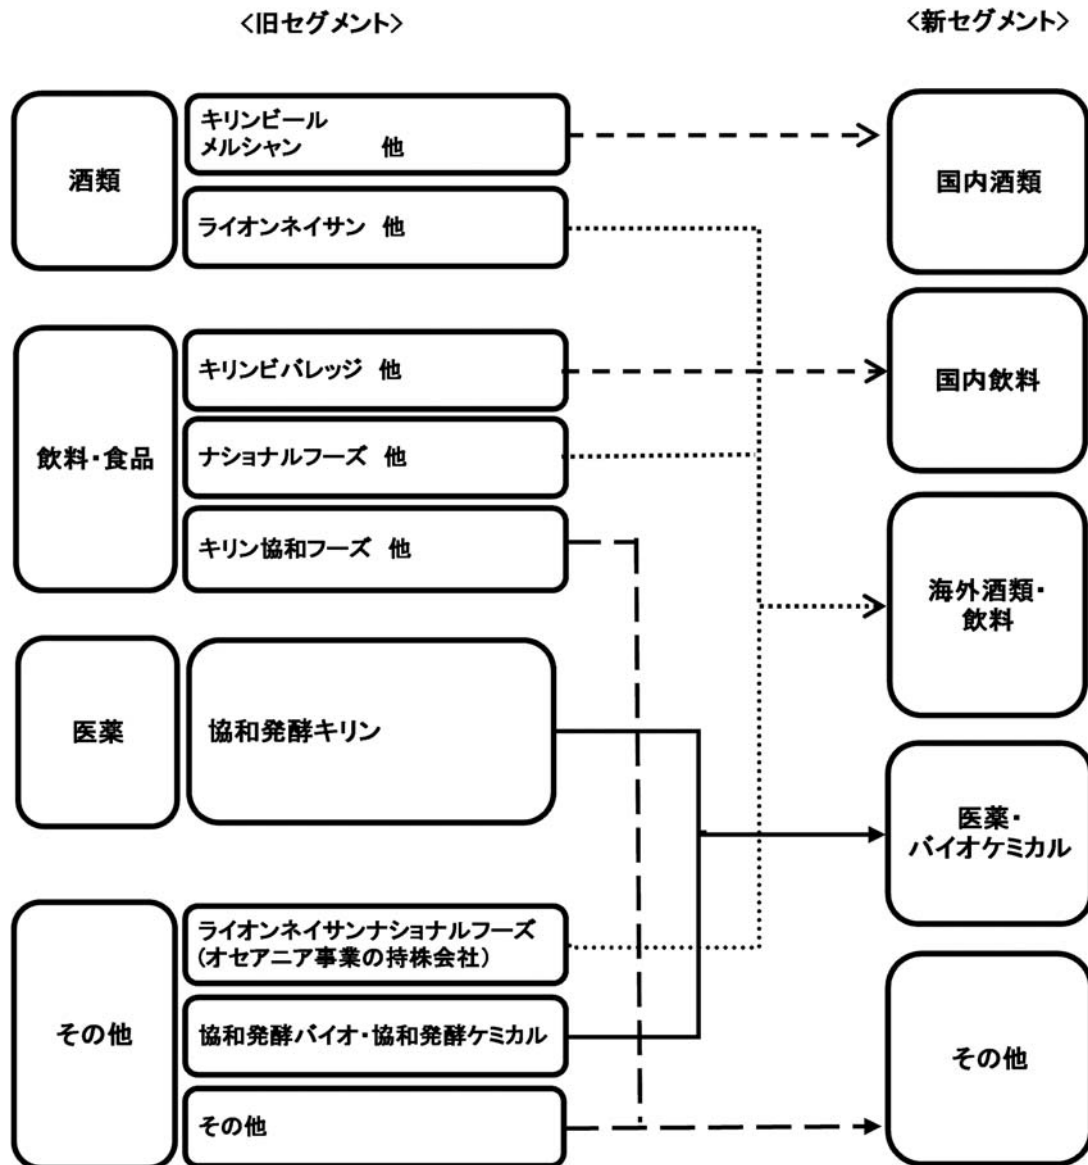 <旧セグメント>
<新セグメント>
酒類
キリンビール
メルシャン 他
ライオンネイサン 他
国内酒類
飲料・食品
キリンビバレッジ 他
ナショナルフーズ 他
キリン協和フーズ 他
国内飲料
海外酒類・
飲料
医薬
協和発酵キリン
医薬・
バイオケミカル
その他
ライオンネイサンナショナルフーズ
(オセアニア事業の持株会社)
協和発酵バイオ・協和発酵ケミカル
その他
その他